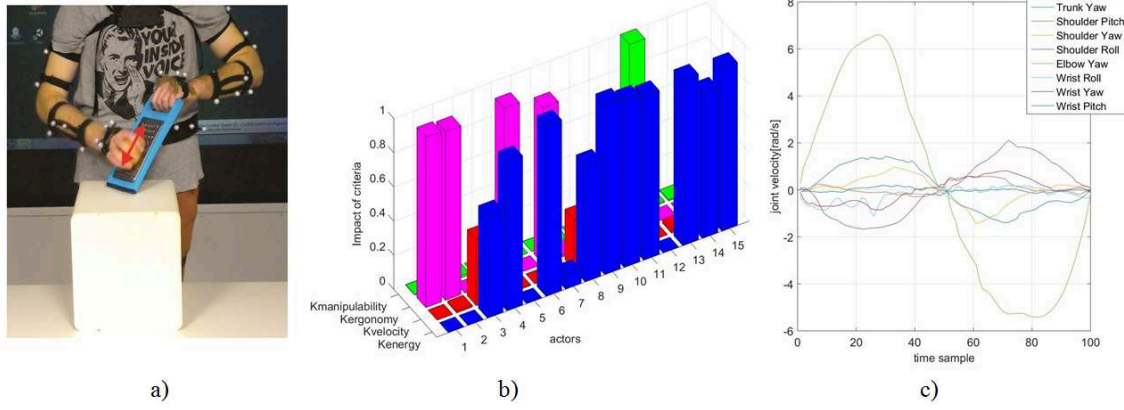 YOUR
INSIDE
VOICE
Impact of criteria
1
0.8
0.6
0.4
0.2
0
Kmanipulability
Kergonomy
Kvelocity
Kenergy
1
2
3
4
5
6
7
8
9
10
11
12
13
14
15
actors
joint velocity[rad/s]
8
6
4
2
0
-2
-4
-6
0
20
40
60
80
100
time sample
Trunk Yaw
Shoulder Pitch
Shoulder Yaw
Shoulder Roll
Elbow Yaw
Wrist Roll
Wrist Yaw
Wrist Pitch
a)
b)
c)